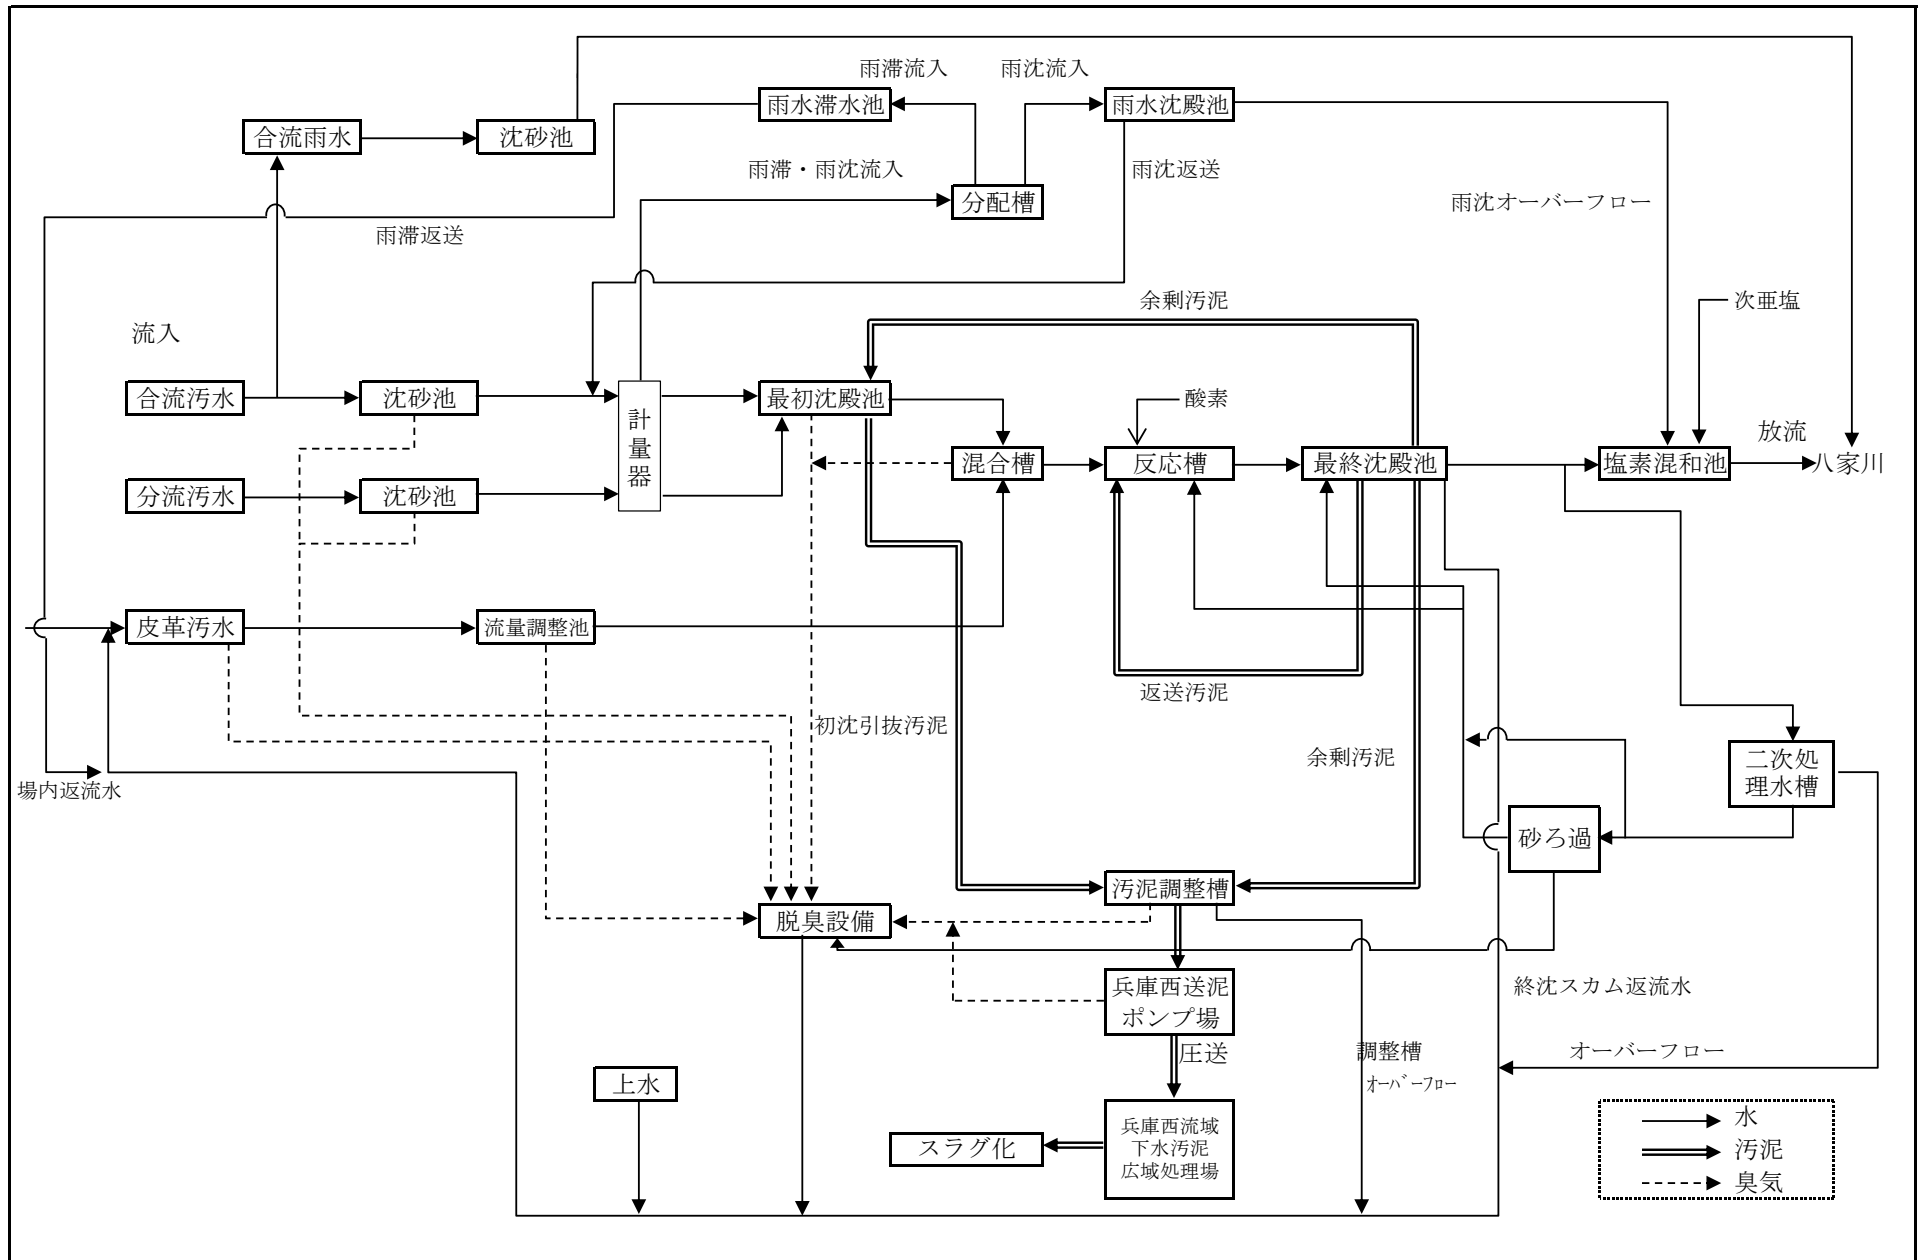 雨滞流入
雨沈流入
雨水滞水池
雨水沈殿池
合流雨水
沈砂池
雨滞・雨沈流入
雨沈返送
分配槽
雨沈オーバーフロー
雨滞返送
余剰汚泥
次亜塩
流入
合流汚水
沈砂池
計
量
器
最初沈殿池
酸素
放流
混合槽
反応槽
最終沈殿池
塩素混和池
八家川
分流汚水
沈砂池
皮革汚水
流量調整池
返送汚泥
初沈引抜汚泥
余剰汚泥
二次処
理水槽
場内返流水
砂ろ過
汚泥調整槽
脱臭設備
兵庫西送泥
ポンプ場
終沈スカム返流水
圧送
調整槽
オーバーフロー
オーバーフロー
上水
兵庫西流域
下水汚泥
広域処理場
スラグ化
水
汚泥
臭気